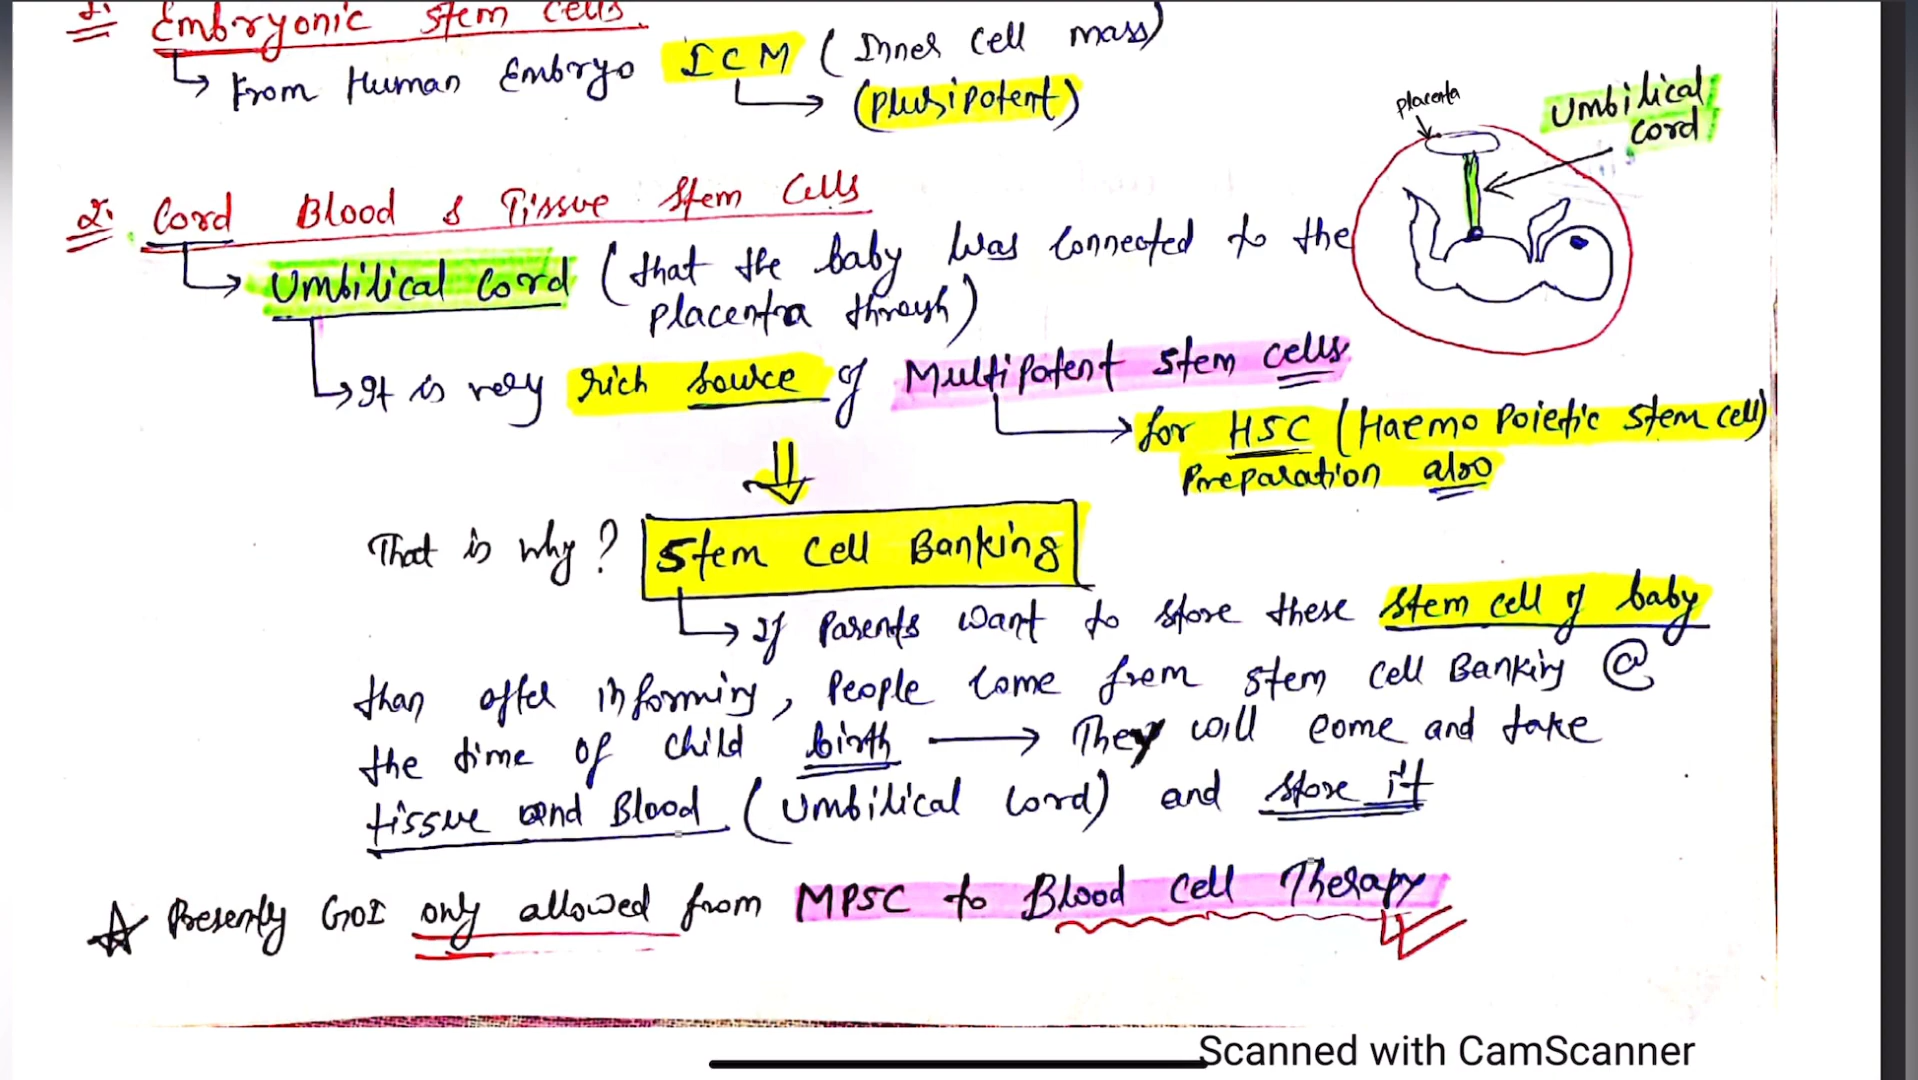 1. Embryonic Stem Cells.
↳ From Human Embryo ICM (Inner Cell mass)
↳ (Pluripotent)
placenta
Umbilical
Cord
2. Cord Blood & Tissue Stem Cells
↳ Umbilical Cord (that the baby was connected to the
placentra through)
↳ It is very rich source of Multipotent stem cells
→ for HSC (Haemo Poietic Stem cell)
Preparation also
⇓
That is why? Stem Cell Banking
↳ If Parents want to store these stem cell of baby
than after informing, People come from stem cell Banking @
the time of child birth → They will come and take
tissue and Blood (umbilical cord) and store it
☆ Presently GOI only allowed from MPSC to Blood Cell Therapy
Scanned with CamScanner